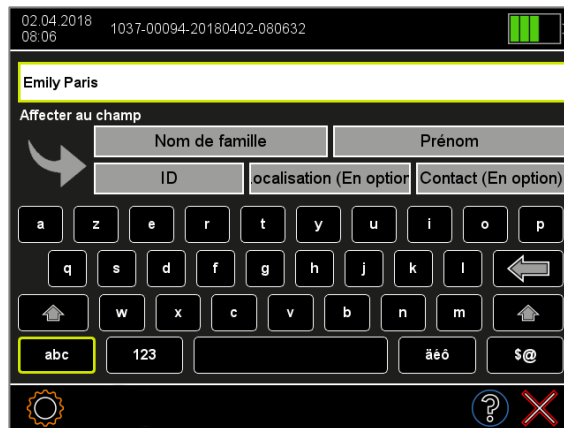 02.04.2018
08:06
1037-00094-20180402-080632
Emily Paris
Affecter au champ
Nom de famille Prénom
ID ocalisation (En option Contact (En option)
a z e r t y u i o p
q s d f g h j k l
w x c v b n m
abc 123 äéô $@
?